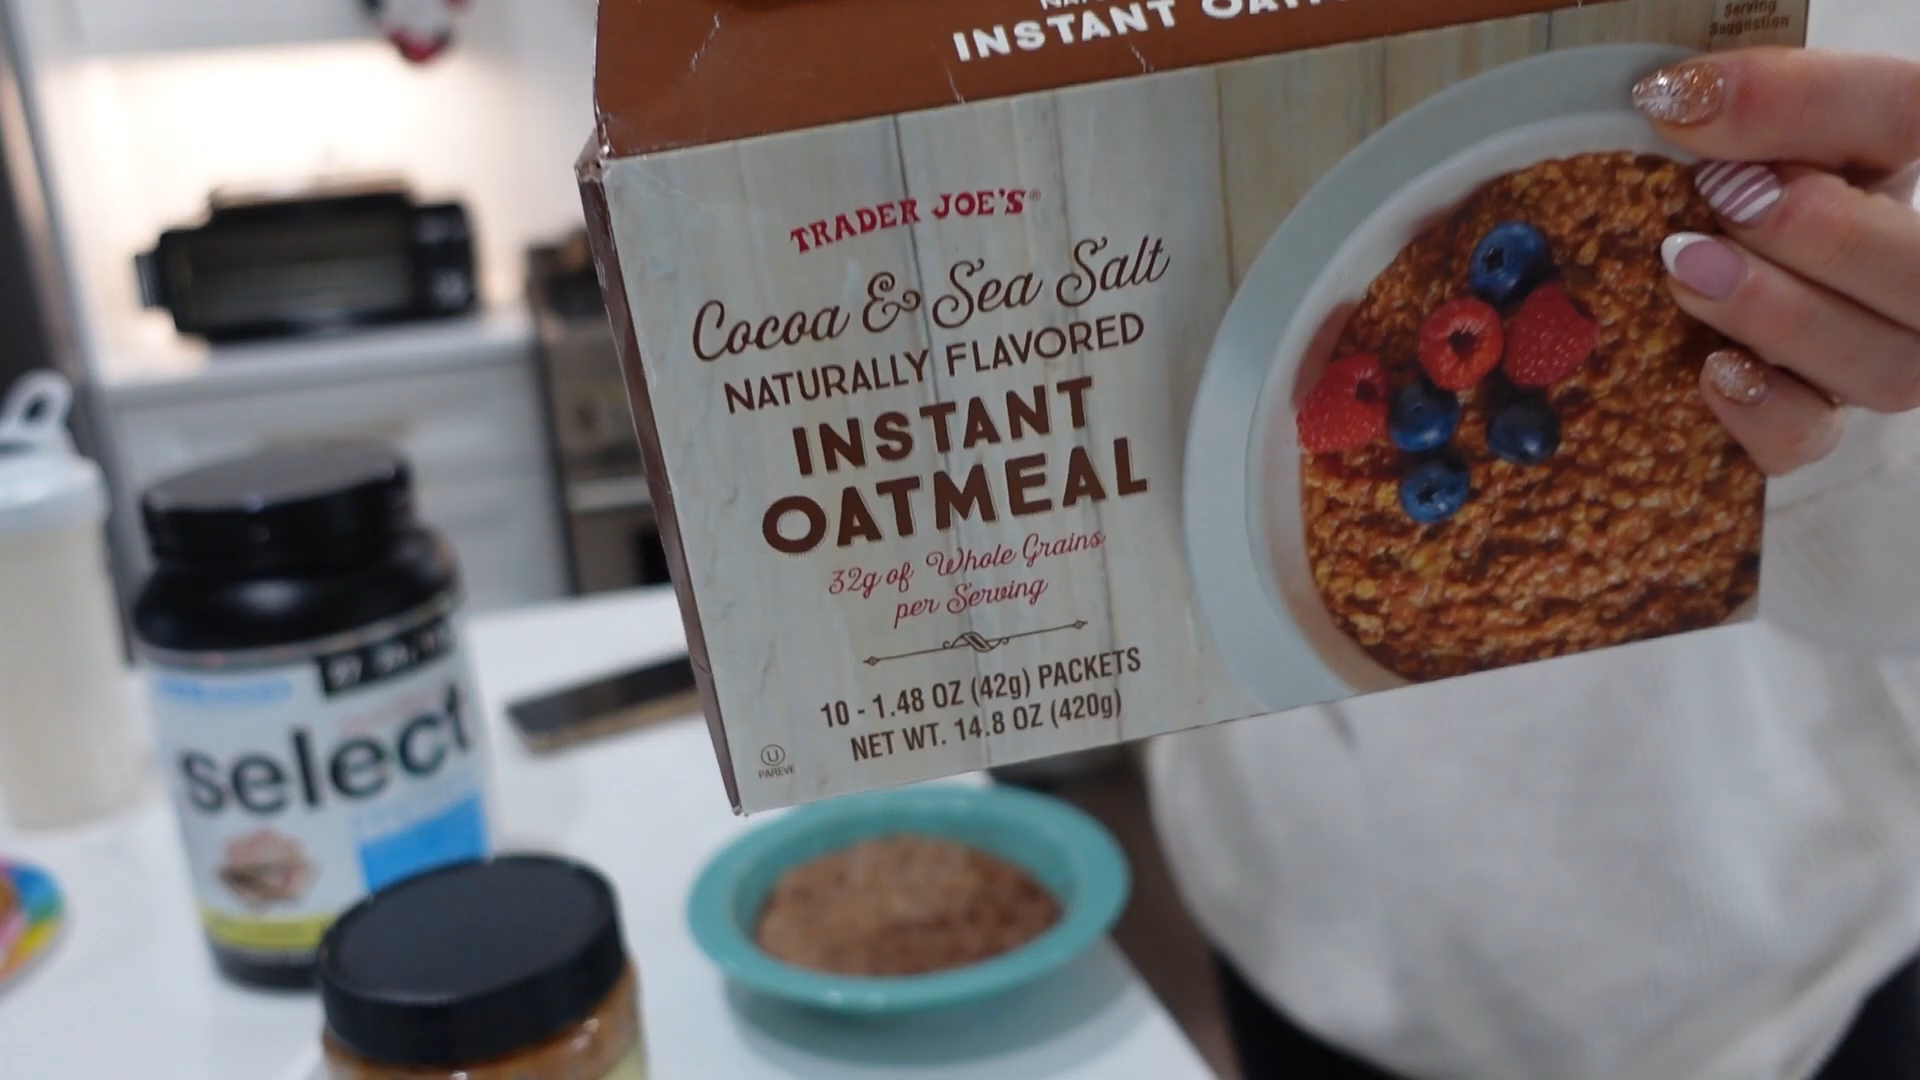 INSTANT
Serving
Suggestion
TRADER JOE'S®
Cocoa & Sea Salt
NATURALLY FLAVORED
INSTANT
OATMEAL
32g of Whole Grains
per Serving
10 - 1.48 OZ (42g) PACKETS
NET WT. 14.8 OZ (420g)
U
PAREVE
select